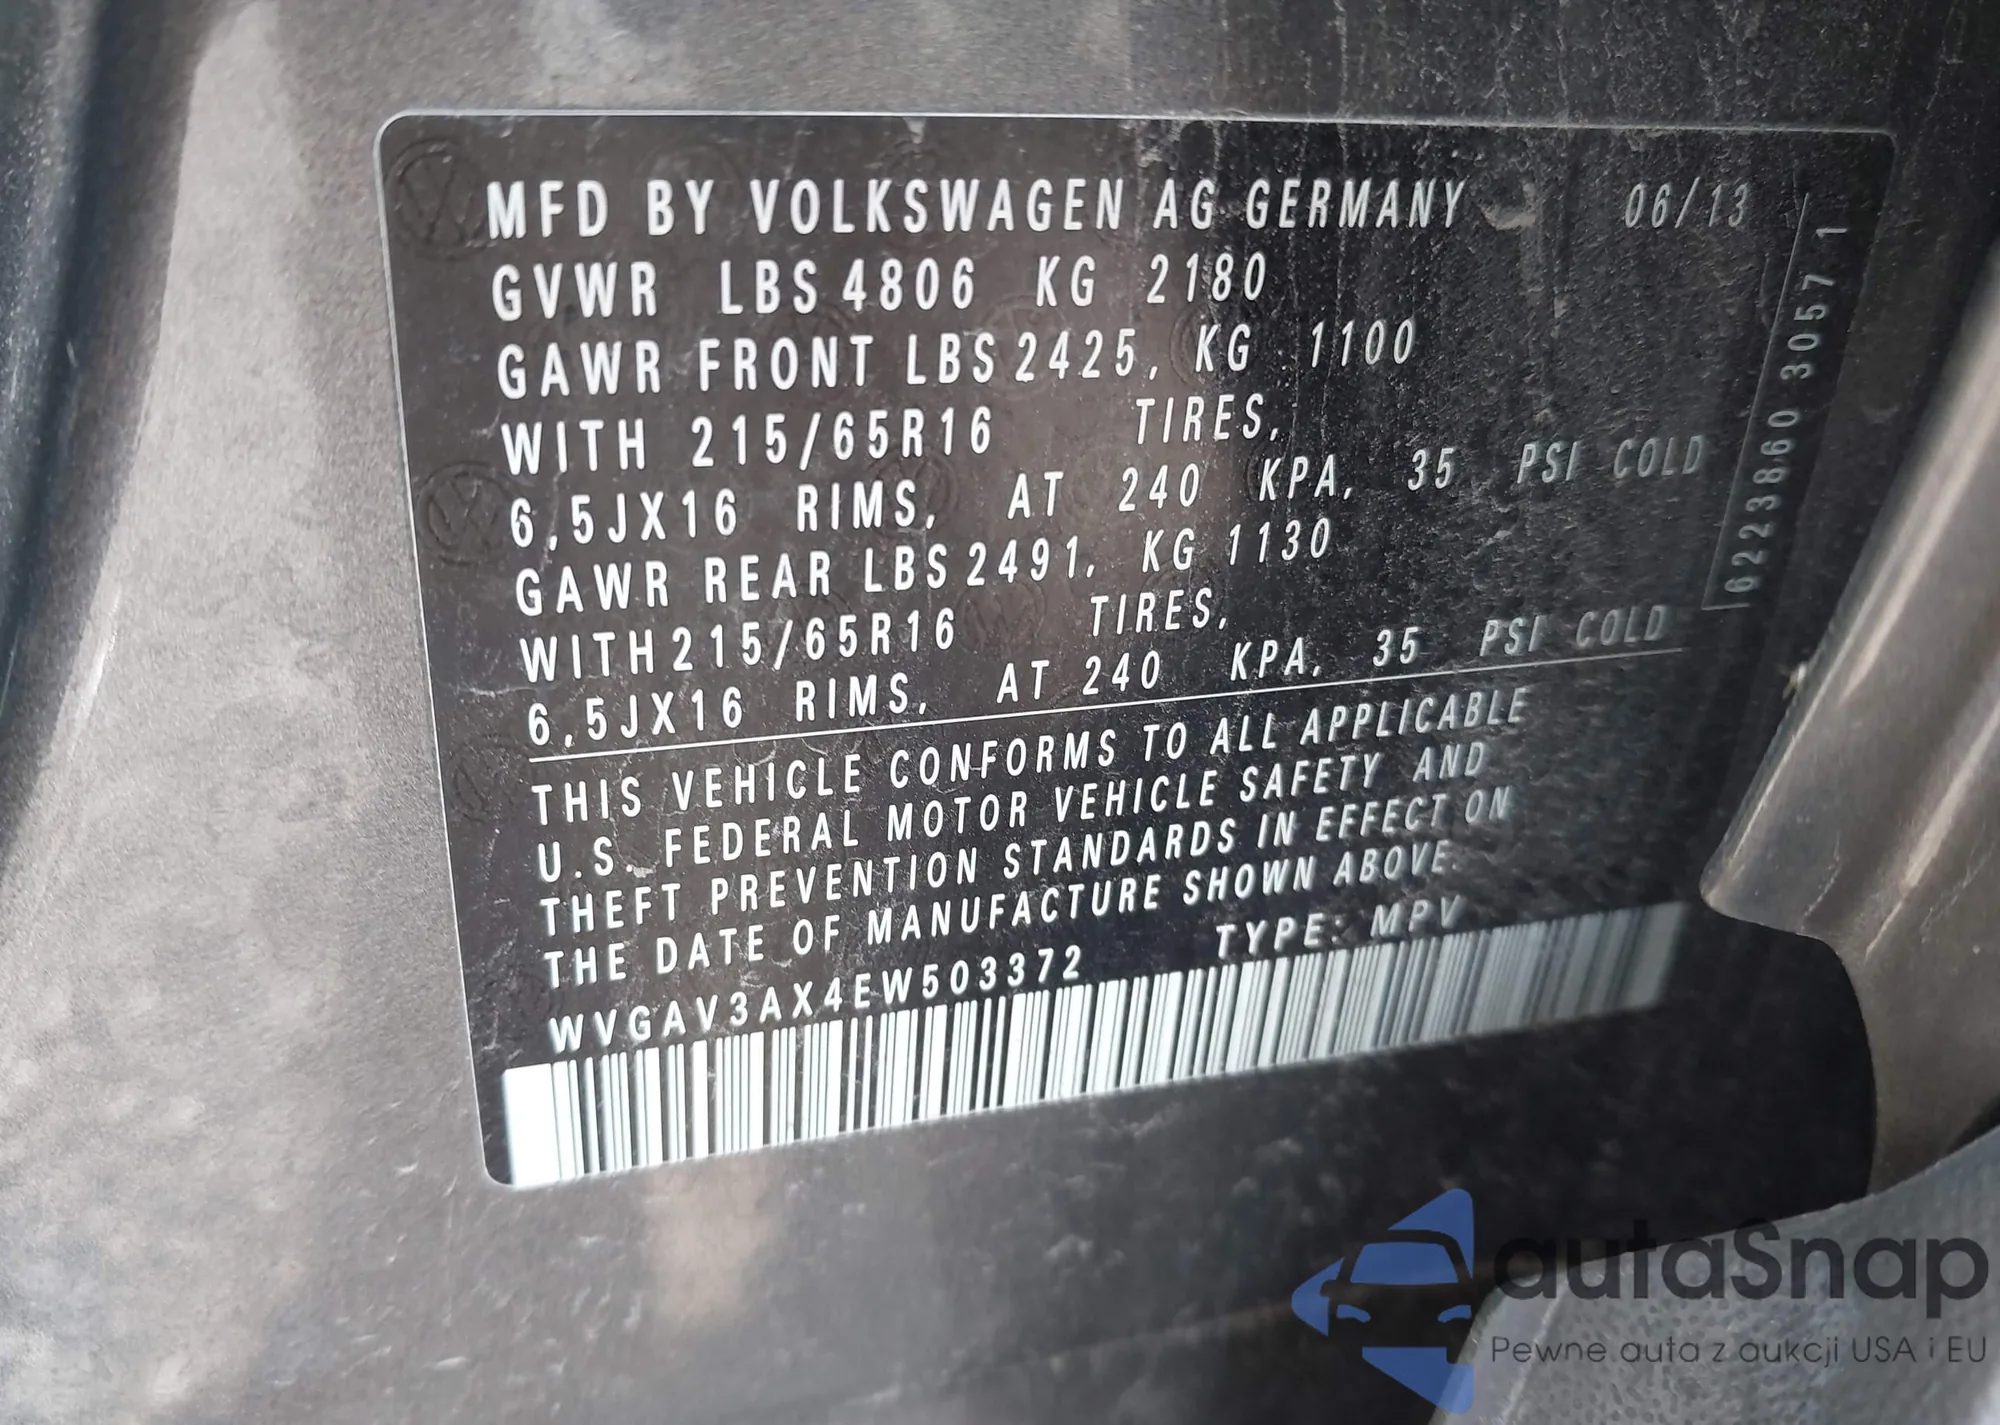 MFD BY VOLKSWAGEN AG GERMANY 06/13
GVWR LBS 4806 KG 2180
GAWR FRONT LBS 2425, KG 1100
WITH 215/65R16 TIRES,
6,5JX16 RIMS, AT 240 KPA, 35 PSI COLD
GAWR REAR LBS 2491, KG 1130
WITH 215/65R16 TIRES,
6,5JX16 RIMS, AT 240 KPA, 35 PSI COLD
THIS VEHICLE CONFORMS TO ALL APPLICABLE
U.S. FEDERAL MOTOR VEHICLE SAFETY AND
THEFT PREVENTION STANDARDS IN EFFECT ON
THE DATE OF MANUFACTURE SHOWN ABOVE.
WVGAV3AX4EW503372 TYPE: MPV
6223860 3057 1
autaSnap
Pewne auta z aukcji USA i EU